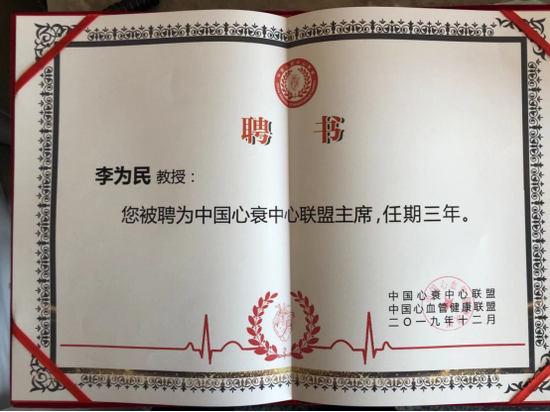 聘书
李为民 教授：
您被聘为中国心衰中心联盟主席，任期三年。
中国心衰中心联盟
中国心血管健康联盟
二〇一九年十二月